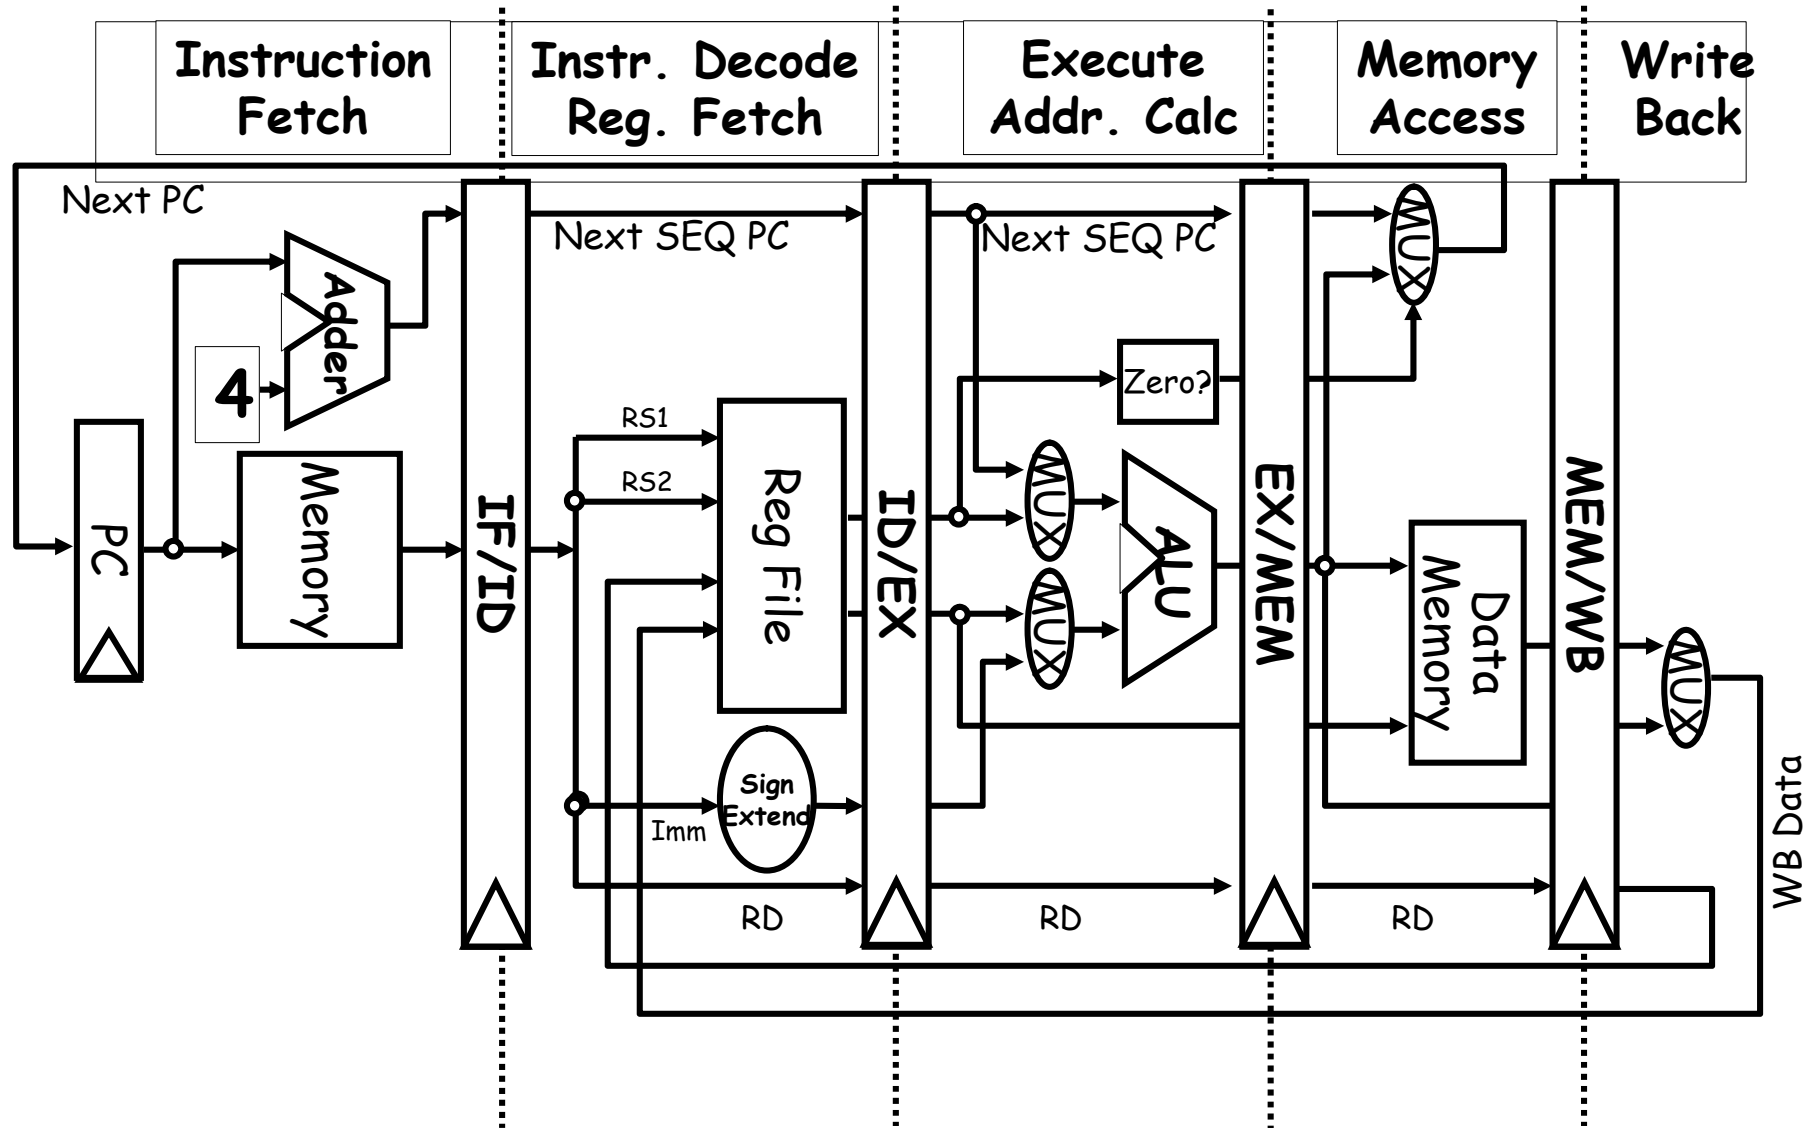 Instruction
Fetch
Instr. Decode
Reg. Fetch
Execute
Addr. Calc
Memory
Access
Write
Back
Next PC
Next SEQ PC
Next SEQ PC
MUX
Adder
4
Zero?
RS1
RS2
PC
Memory
IF/ID
Reg File
ID/EX
MUX
MUX
ALU
EX/MEM
Data
Memory
MEM/WB
MUX
Sign
Extend
Imm
WB Data
RD
RD
RD